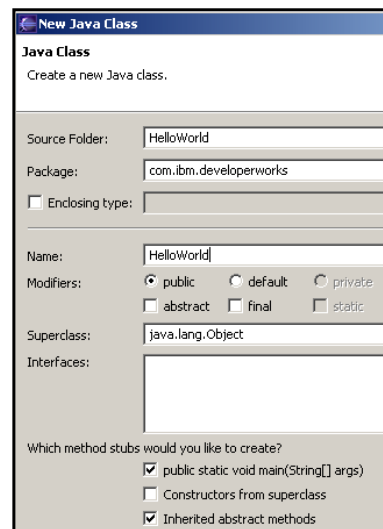 New Java Class
Java Class
Create a new Java class.
Source Folder: HelloWorld
Package: com.ibm.developerworks
Enclosing type:
Name: HelloWorld
Modifiers: public default private
abstract final static
Superclass: java.lang.Object
Interfaces:
Which method stubs would you like to create?
public static void main(String[] args)
Constructors from superclass
Inherited abstract methods